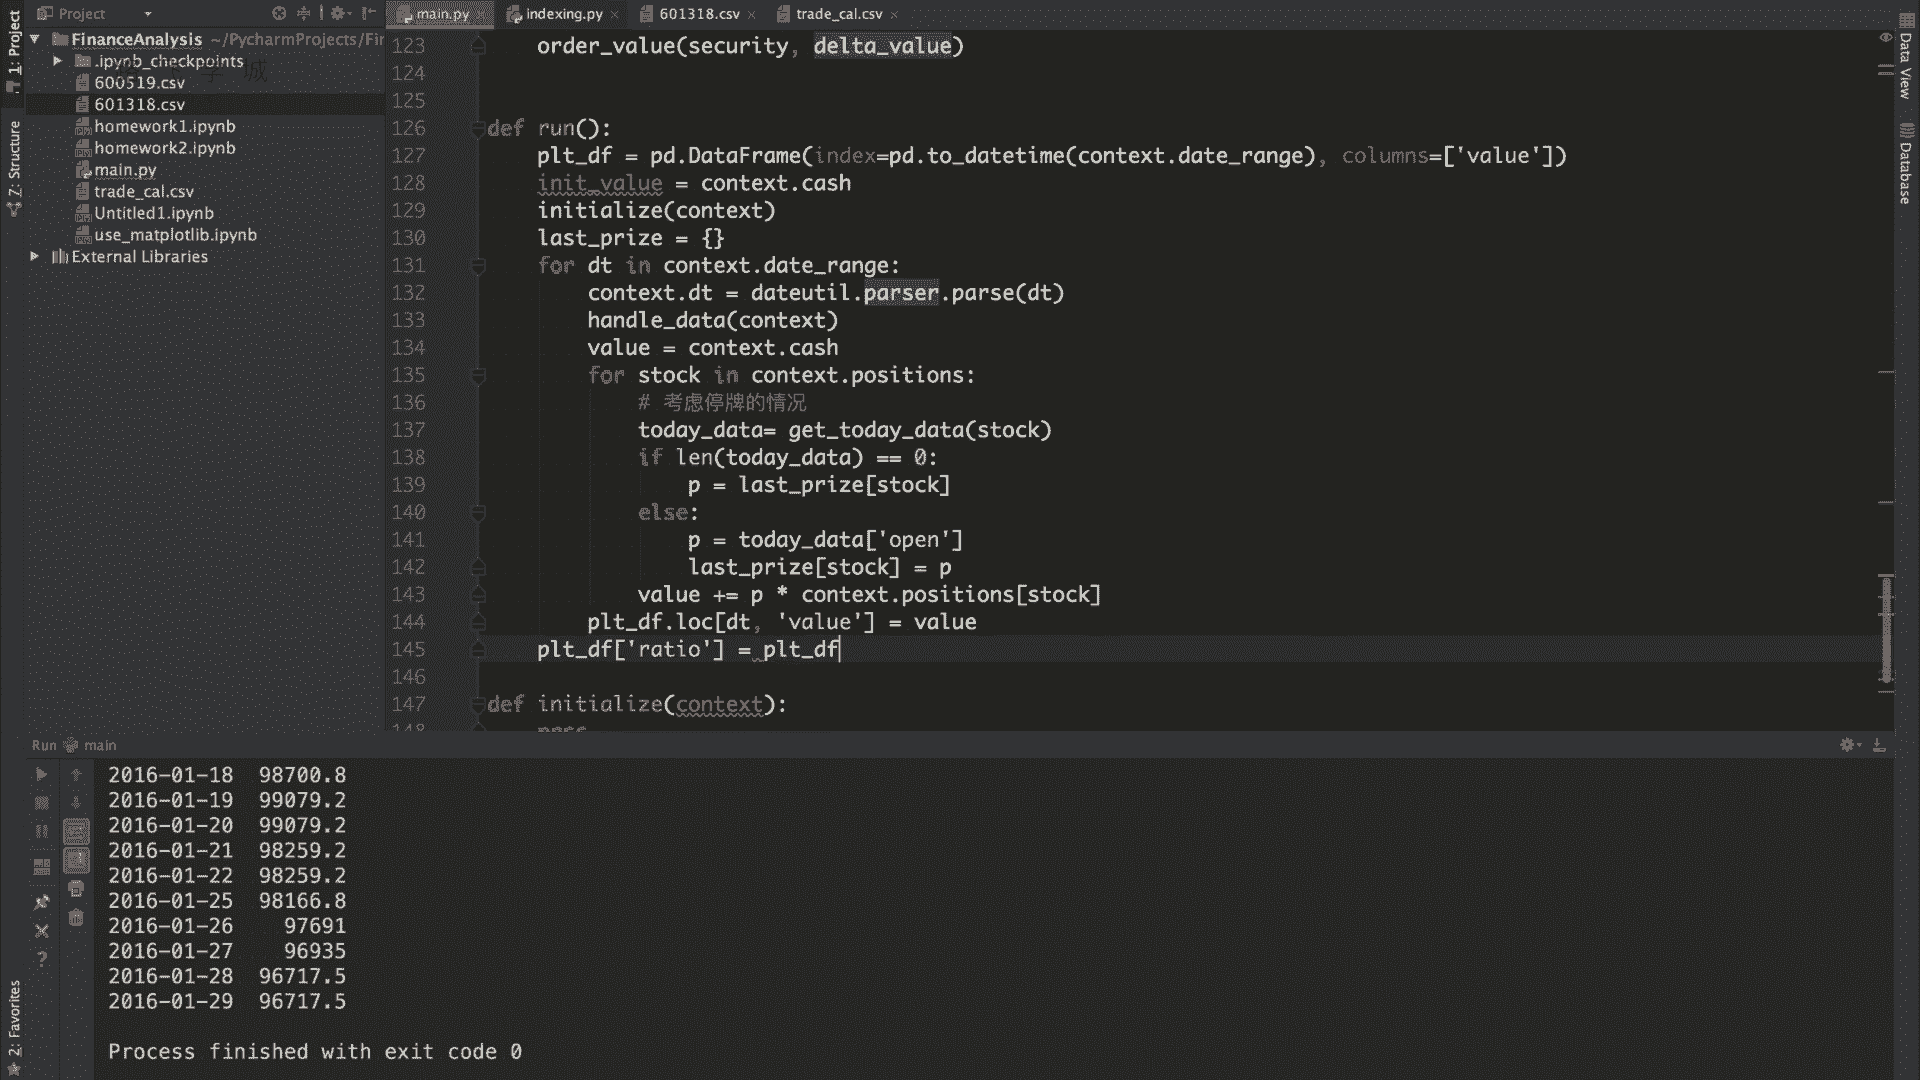 Project
main.py
indexing.py
601318.csv
trade_cal.csv
1: Project
7: Structure
2: Favorites
Data View
Database
FinanceAnalysis ~/PycharmProjects/Fir
.ipynb_checkpoints
600519.csv
601318.csv
homework1.ipynb
homework2.ipynb
main.py
trade_cal.csv
Untitled1.ipynb
use_matplotlib.ipynb
External Libraries
123 order_value(security, delta_value)
124
125
126 def run():
127 plt_df = pd.DataFrame(index=pd.to_datetime(context.date_range), columns=['value'])
128 init_value = context.cash
129 initialize(context)
130 last_prize = {}
131 for dt in context.date_range:
132 context.dt = dateutil.parser.parse(dt)
133 handle_data(context)
134 value = context.cash
135 for stock in context.positions:
136 # 考虑停牌的情况
137 today_data= get_today_data(stock)
138 if len(today_data) == 0:
139 p = last_prize[stock]
140 else:
141 p = today_data['open']
142 last_prize[stock] = p
143 value += p * context.positions[stock]
144 plt_df.loc[dt, 'value'] = value
145 plt_df['ratio'] = plt_df
146
147 def initialize(context):
148 pass
Run main
2016-01-18 98700.8
2016-01-19 99079.2
2016-01-20 99079.2
2016-01-21 98259.2
2016-01-22 98259.2
2016-01-25 98166.8
2016-01-26 97691
2016-01-27 96935
2016-01-28 96717.5
2016-01-29 96717.5
Process finished with exit code 0